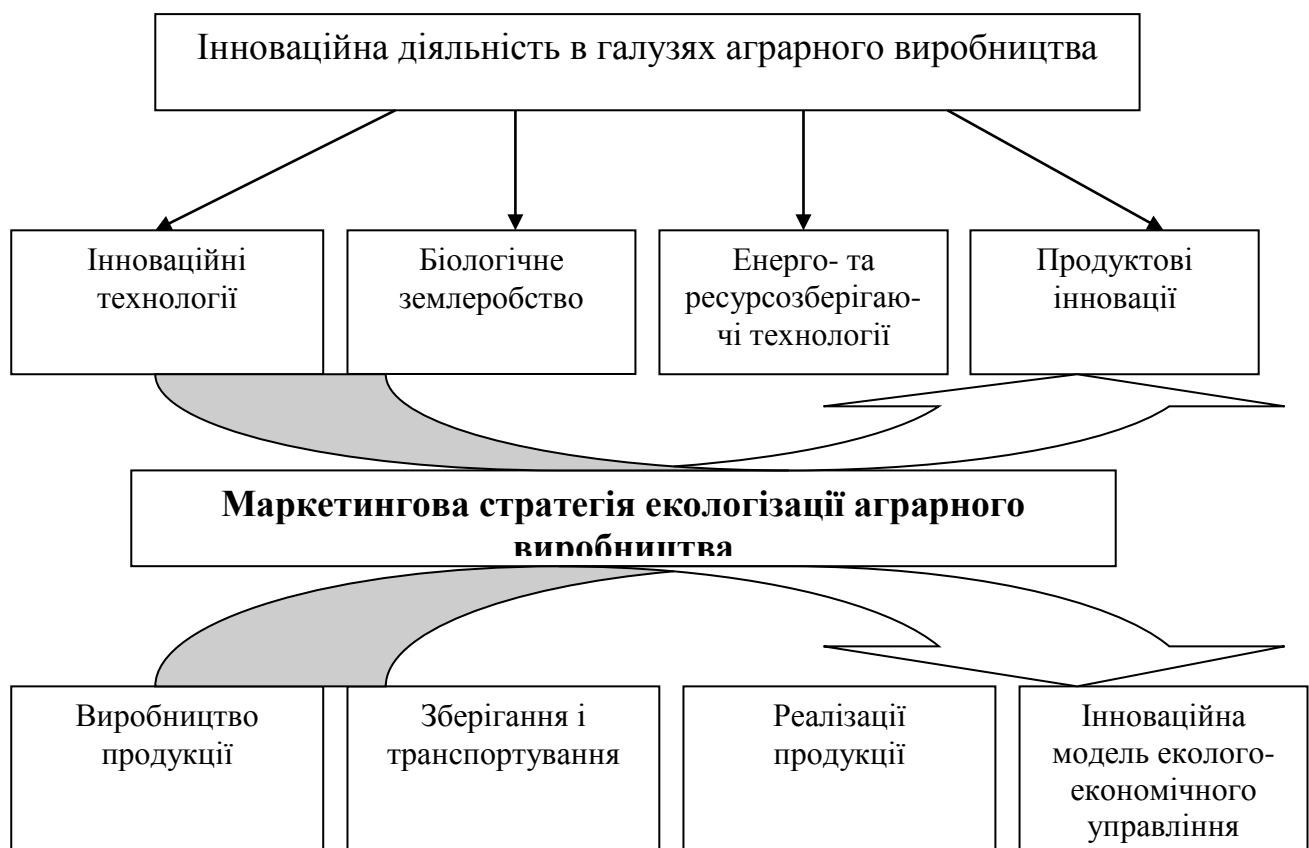 Інноваційна діяльність в галузях аграрного виробництва
Інноваційні
технології
Біологічне
землеробство
Енерго- та
ресурсозберігаю-
чі технології
Продуктові
інновації
Маркетингова стратегія екологізації аграрного
виробництва
Виробництво
продукції
Зберігання і
транспортування
Реалізації
продукції
Інноваційна
модель еколого-
економічного
управління